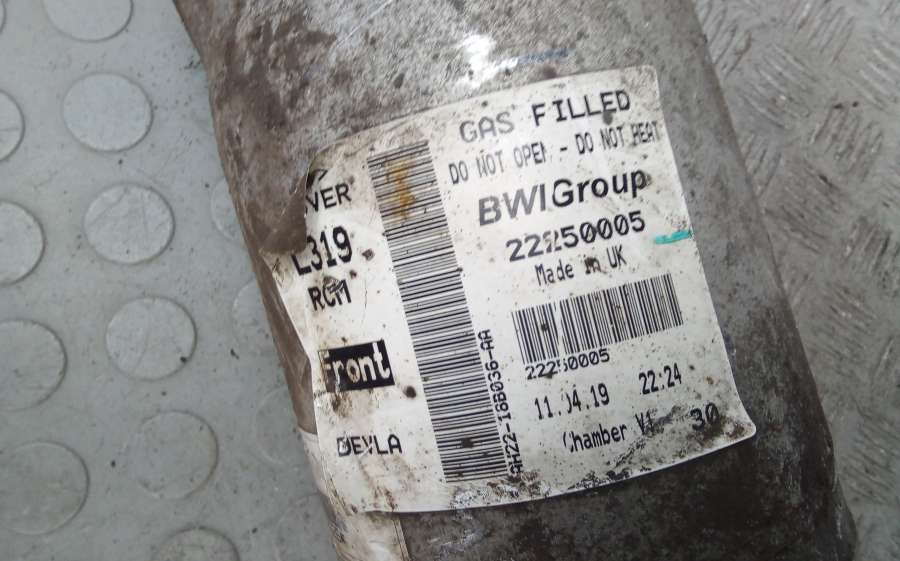 GAS FILLED
DO NOT OPEN - DO NOT HEAT
BWIGroup
22250005
Made in UK
22250005
11.04.19 22:24
Chamber 30
VER
L319
RCM
Front
DEVLA
AH22-18B036-AA